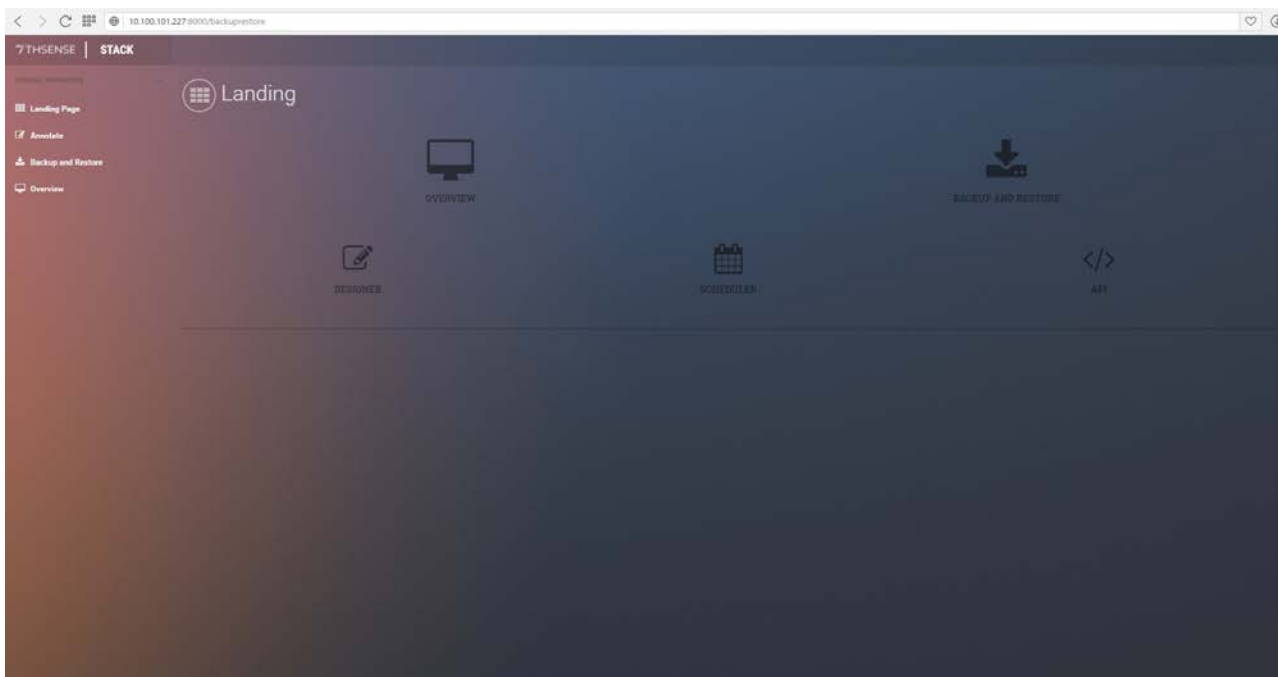 10.100.101.227:8000/backuprestore
7THSENSE | STACK
Landing Page
Annotate
Backup and Restore
Overview
Landing
OVERVIEW
BACKUP AND RESTORE
DESIGNER
SCHEDULER
</>
API